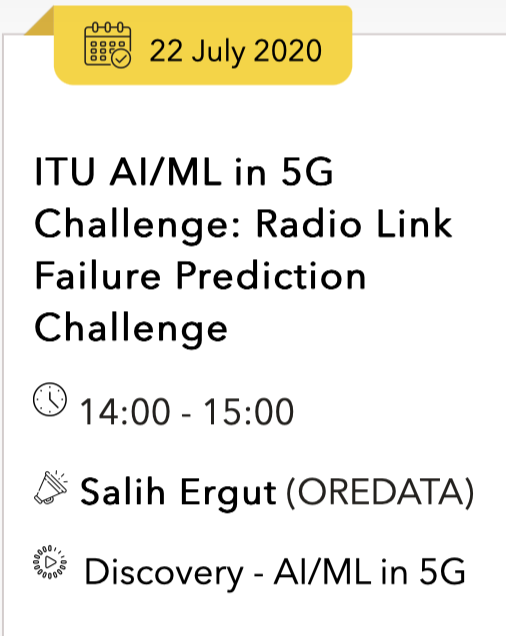 22 July 2020
ITU AI/ML in 5G
Challenge: Radio Link
Failure Prediction
Challenge
14:00 - 15:00
Salih Ergut (OREDATA)
Discovery - AI/ML in 5G